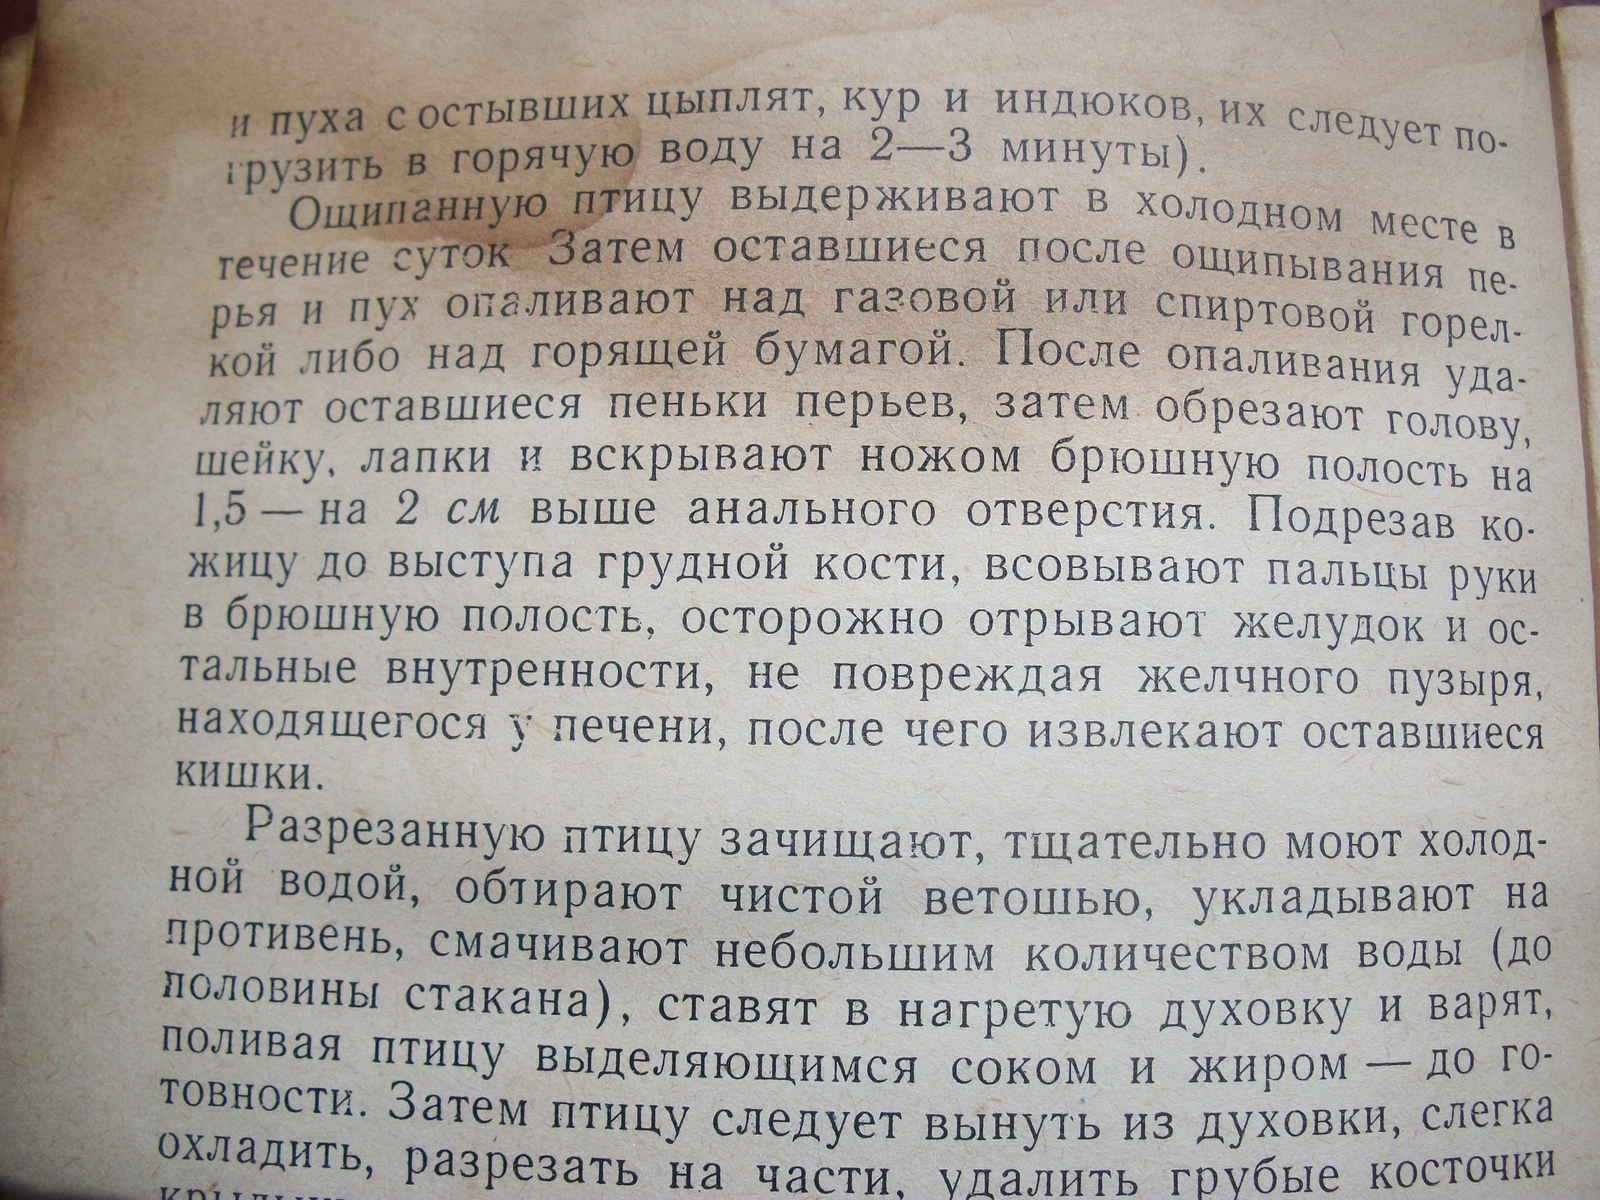 и пуха с остывших цыплят, кур и индюков, их следует по-
грузить в горячую воду на 2—3 минуты).
Ощипанную птицу выдерживают в холодном месте в
течение суток Затем оставшиеся после ощипывания пе-
рья и пух опаливают над газовой или спиртовой горел-
кой либо над горящей бумагой. После опаливания уда-
ляют оставшиеся пеньки перьев, затем обрезают голову,
шейку, лапки и вскрывают ножом брюшную полость на
1,5 — на 2 см выше анального отверстия. Подрезав ко-
жицу до выступа грудной кости, всовывают пальцы руки
в брюшную полость, осторожно отрывают желудок и ос-
тальные внутренности, не повреждая желчного пузыря,
находящегося у печени, после чего извлекают оставшиеся
кишки.
Разрезанную птицу зачищают, тщательно моют холод-
ной водой, обтирают чистой ветошью, укладывают на
противень, смачивают небольшим количеством воды (до
половины стакана), ставят в нагретую духовку и варят,
поливая птицу выделяющимся соком и жиром — до го-
товности. Затем птицу следует вынуть из духовки, слегка
охладить, разрезать на части, удалить грубые косточки